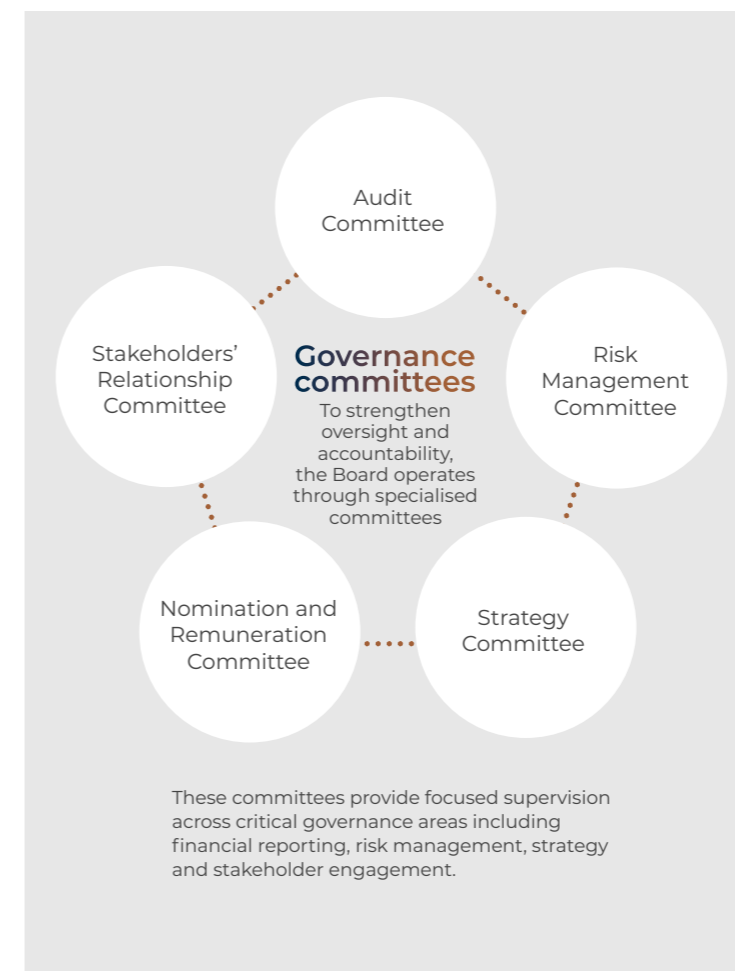 Audit
Committee
Stakeholders’
Relationship
Committee
Governance
committees
To strengthen
oversight and
accountability,
the Board operates
through specialised
committees
Risk
Management
Committee
Nomination and
Remuneration
Committee
Strategy
Committee
These committees provide focused supervision
across critical governance areas including
financial reporting, risk management, strategy
and stakeholder engagement.